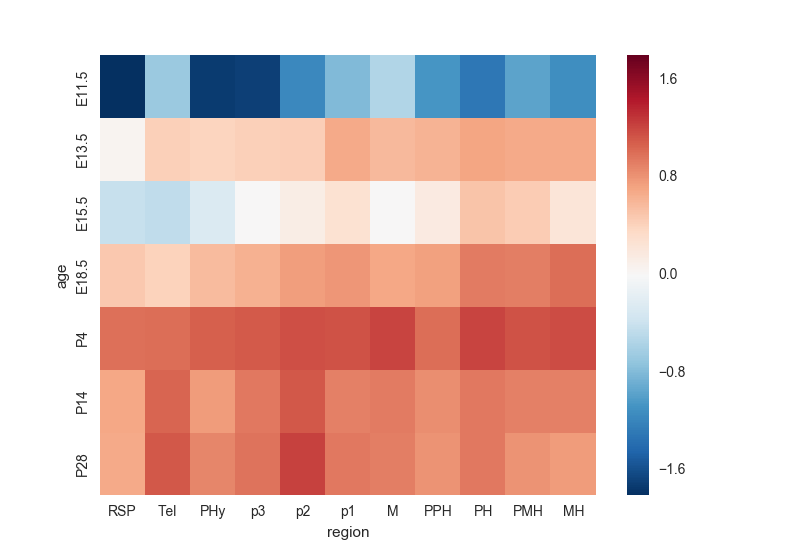 E11.5
E13.5
E15.5
E18.5
P4
P14
P28
age
RSP Tel PHy p3 p2 p1 M PPH PH PMH MH
region
1.6
0.8
0.0
−0.8
−1.6